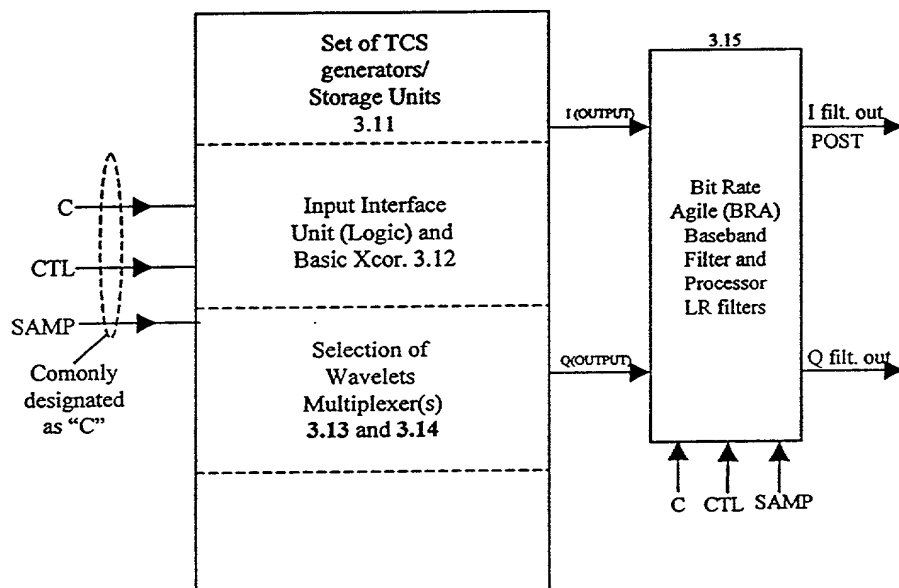 Set of TCS
generators/
Storage Units
3.11
Input Interface
Unit (Logic) and
Basic Xcor. 3.12
Selection of
Wavelets
Multiplexer(s)
3.13 and 3.14
C
CTL
SAMP
Comonly
designated
as “C”
I (OUTPUT)
Q(OUTPUT)
3.15
Bit Rate
Agile (BRA)
Baseband
Filter and
Processor
LR filters
I filt. out
POST
Q filt. out
C CTL SAMP